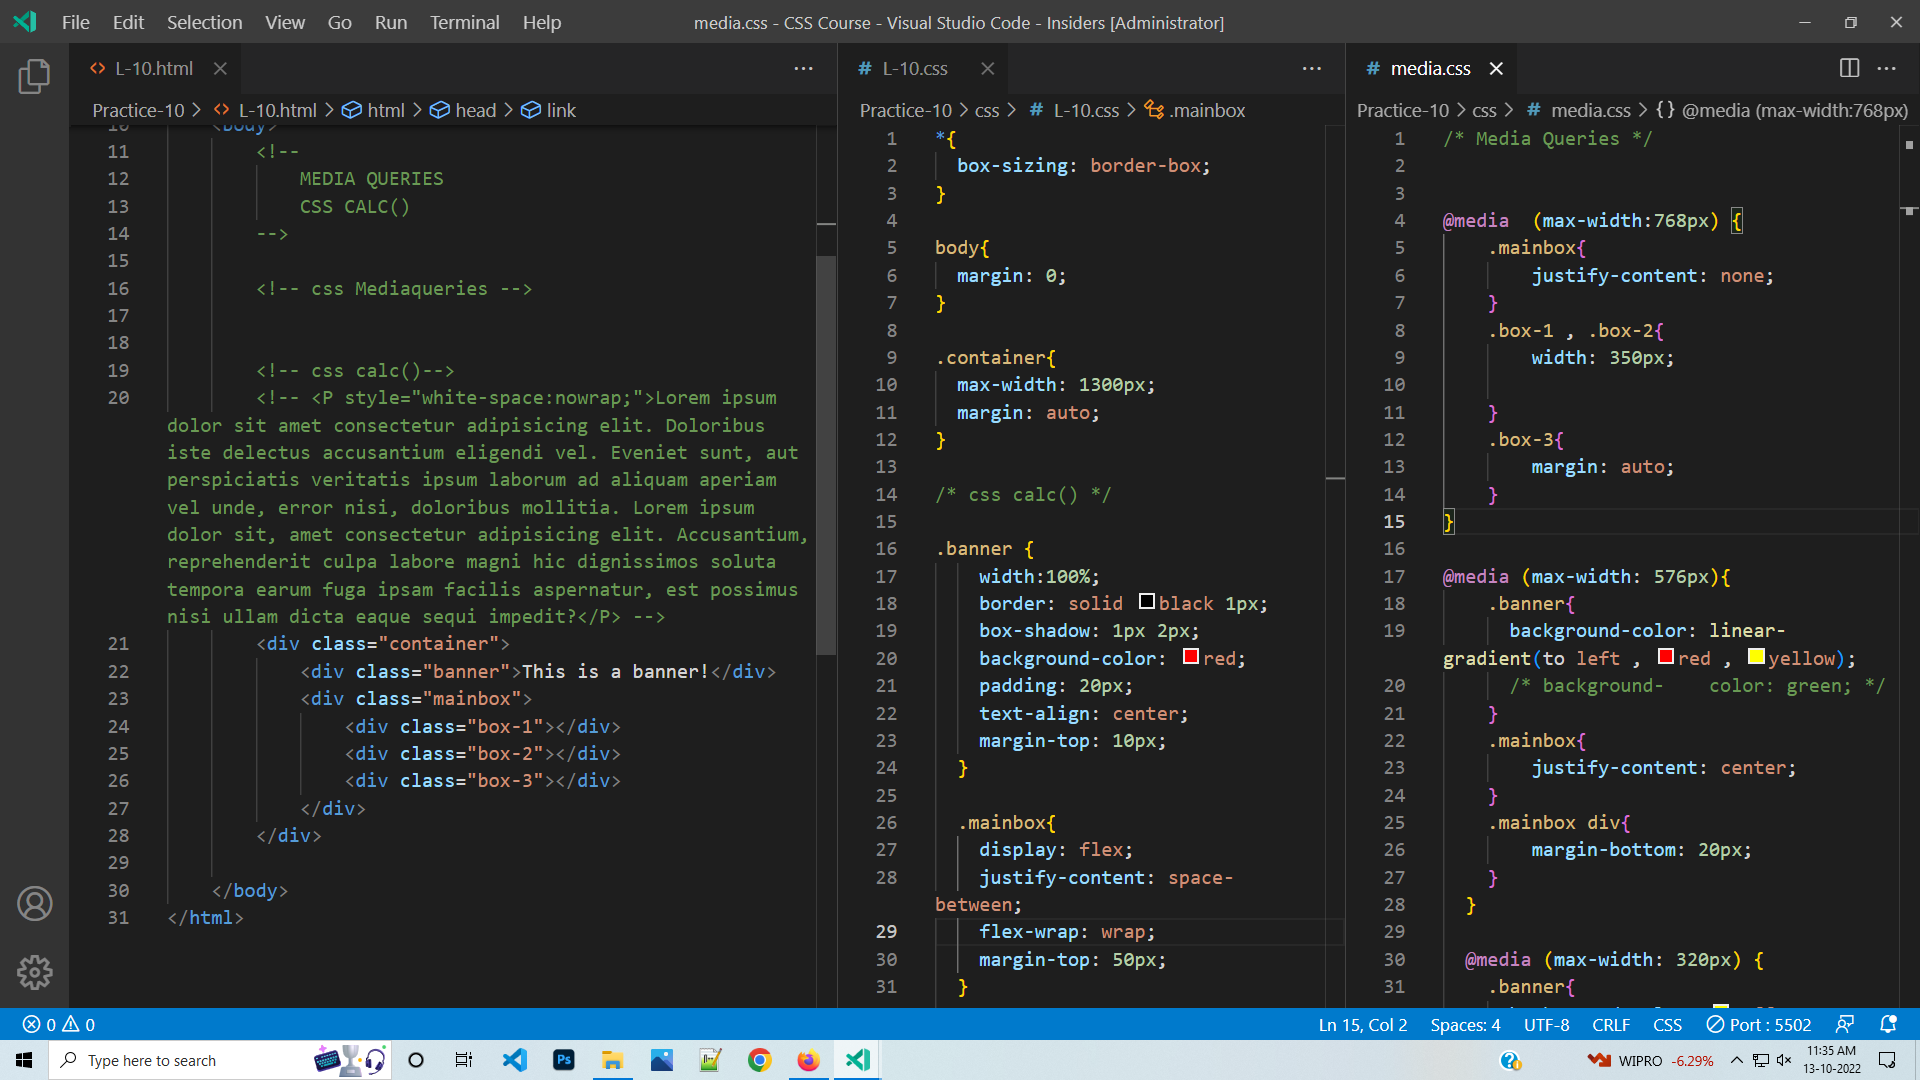 File Edit Selection View Go Run Terminal Help
media.css - CSS Course - Visual Studio Code - Insiders [Administrator]
L-10.html
Practice-10 > L-10.html > html > head > link
10 <body>
11 <!--
12 MEDIA QUERIES
13 CSS CALC()
14 -->
15
16 <!-- css Mediaqueries -->
17
18
19 <!-- css calc()-->
20 <!-- <P style="white-space:nowrap;">Lorem ipsum
dolor sit amet consectetur adipisicing elit. Doloribus
iste delectus accusantium eligendi vel. Eveniet sunt, aut
perspiciatis veritatis ipsum laborum ad aliquam aperiam
vel unde, error nisi, doloribus mollitia. Lorem ipsum
dolor sit, amet consectetur adipisicing elit. Accusantium,
reprehenderit culpa labore magni hic dignissimos soluta
tempora earum fuga ipsam facilis aspernatur, est possimus
nisi ullam dicta eaque sequi impedit?</P> -->
21 <div class="container">
22 <div class="banner">This is a banner!</div>
23 <div class="mainbox">
24 <div class="box-1"></div>
25 <div class="box-2"></div>
26 <div class="box-3"></div>
27 </div>
28 </div>
29
30 </body>
31 </html>
# L-10.css
Practice-10 > css > # L-10.css > .mainbox
1 *{
2 box-sizing: border-box;
3 }
4
5 body{
6 margin: 0;
7 }
8
9 .container{
10 max-width: 1300px;
11 margin: auto;
12 }
13
14 /* css calc() */
15
16 .banner {
17 width:100%;
18 border: solid black 1px;
19 box-shadow: 1px 2px;
20 background-color: red;
21 padding: 20px;
22 text-align: center;
23 margin-top: 10px;
24 }
25
26 .mainbox{
27 display: flex;
28 justify-content: space-
between;
29 flex-wrap: wrap;
30 margin-top: 50px;
31 }
# media.css
Practice-10 > css > # media.css > {} @media (max-width:768px)
1 /* Media Queries */
2
3
4 @media  (max-width:768px) {
5 .mainbox{
6 justify-content: none;
7 }
8 .box-1 , .box-2{
9 width: 350px;
10
11 }
12 .box-3{
13 margin: auto;
14 }
15 }
16
17 @media (max-width: 576px){
18 .banner{
19 background-color: linear-
gradient(to left , red , yellow);
20 /* background-    color: green; */
21 }
22 .mainbox{
23 justify-content: center;
24 }
25 .mainbox div{
26 margin-bottom: 20px;
27 }
28 }
29
30 @media (max-width: 320px) {
31 .banner{
0 0
Ln 15, Col 2 Spaces: 4 UTF-8 CRLF CSS Port : 5502
Type here to search
Ps
WIPRO -6.29%
11:35 AM
13-10-2022